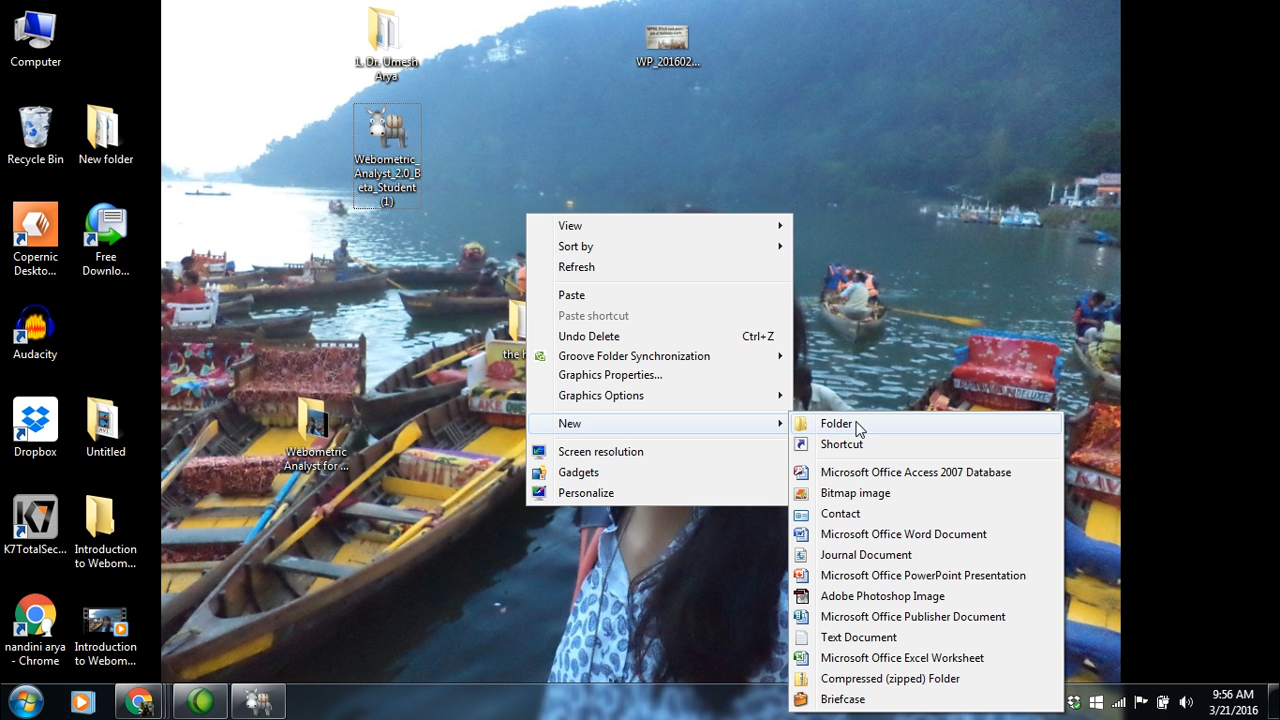 Computer
1. Dr. Umesh
Arya
WP_201602...
Recycle Bin
New folder
Webometric_
Analyst_2.0_B
eta_Student
(1)
Copernic
Deskto...
Free
Downlo...
Audacity
the h
Dropbox
Untitled
Webometric
Analyst for ...
K7TotalSec...
Introduction
to Webom...
nandini arya
- Chrome
Introduction
to Webom...
View
Sort by
Refresh
Paste
Paste shortcut
Undo Delete Ctrl+Z
Groove Folder Synchronization
Graphics Properties...
Graphics Options
New
Screen resolution
Gadgets
Personalize
Folder
Shortcut
Microsoft Office Access 2007 Database
Bitmap image
Contact
Microsoft Office Word Document
Journal Document
Microsoft Office PowerPoint Presentation
Adobe Photoshop Image
Microsoft Office Publisher Document
Text Document
Microsoft Office Excel Worksheet
Compressed (zipped) Folder
Briefcase
9:56 AM
3/21/2016